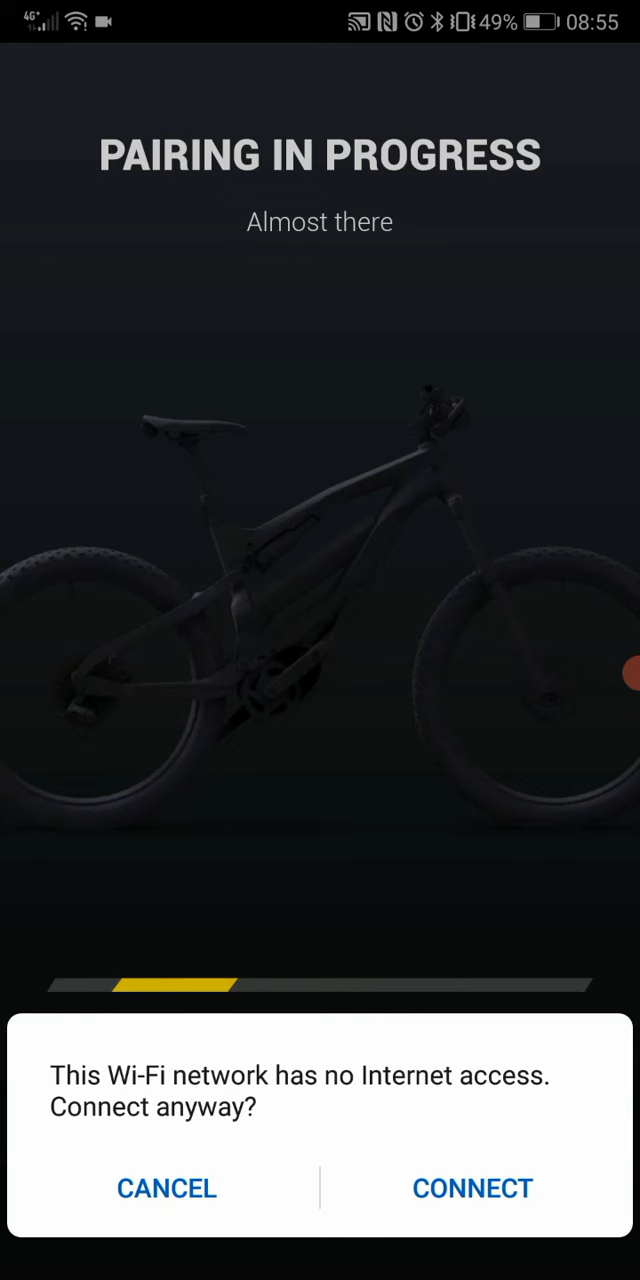 4G+ 49% 08:55
PAIRING IN PROGRESS
Almost there
This Wi-Fi network has no Internet access.
Connect anyway?
CANCEL CONNECT